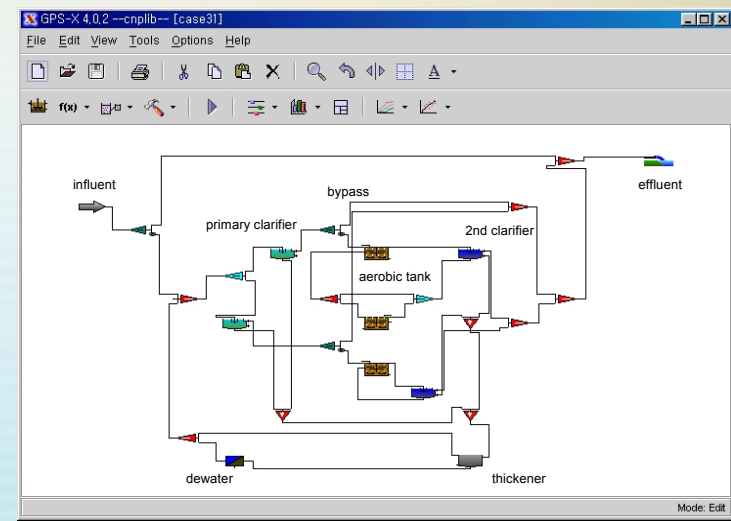 GPS-X 4,0,2 --cnplib-- [case31]
File Edit View Tools Options Help
A
f(x)
influent
bypass
effluent
primary clarifier
2nd clarifier
aerobic tank
dewater
thickener
Mode: Edit